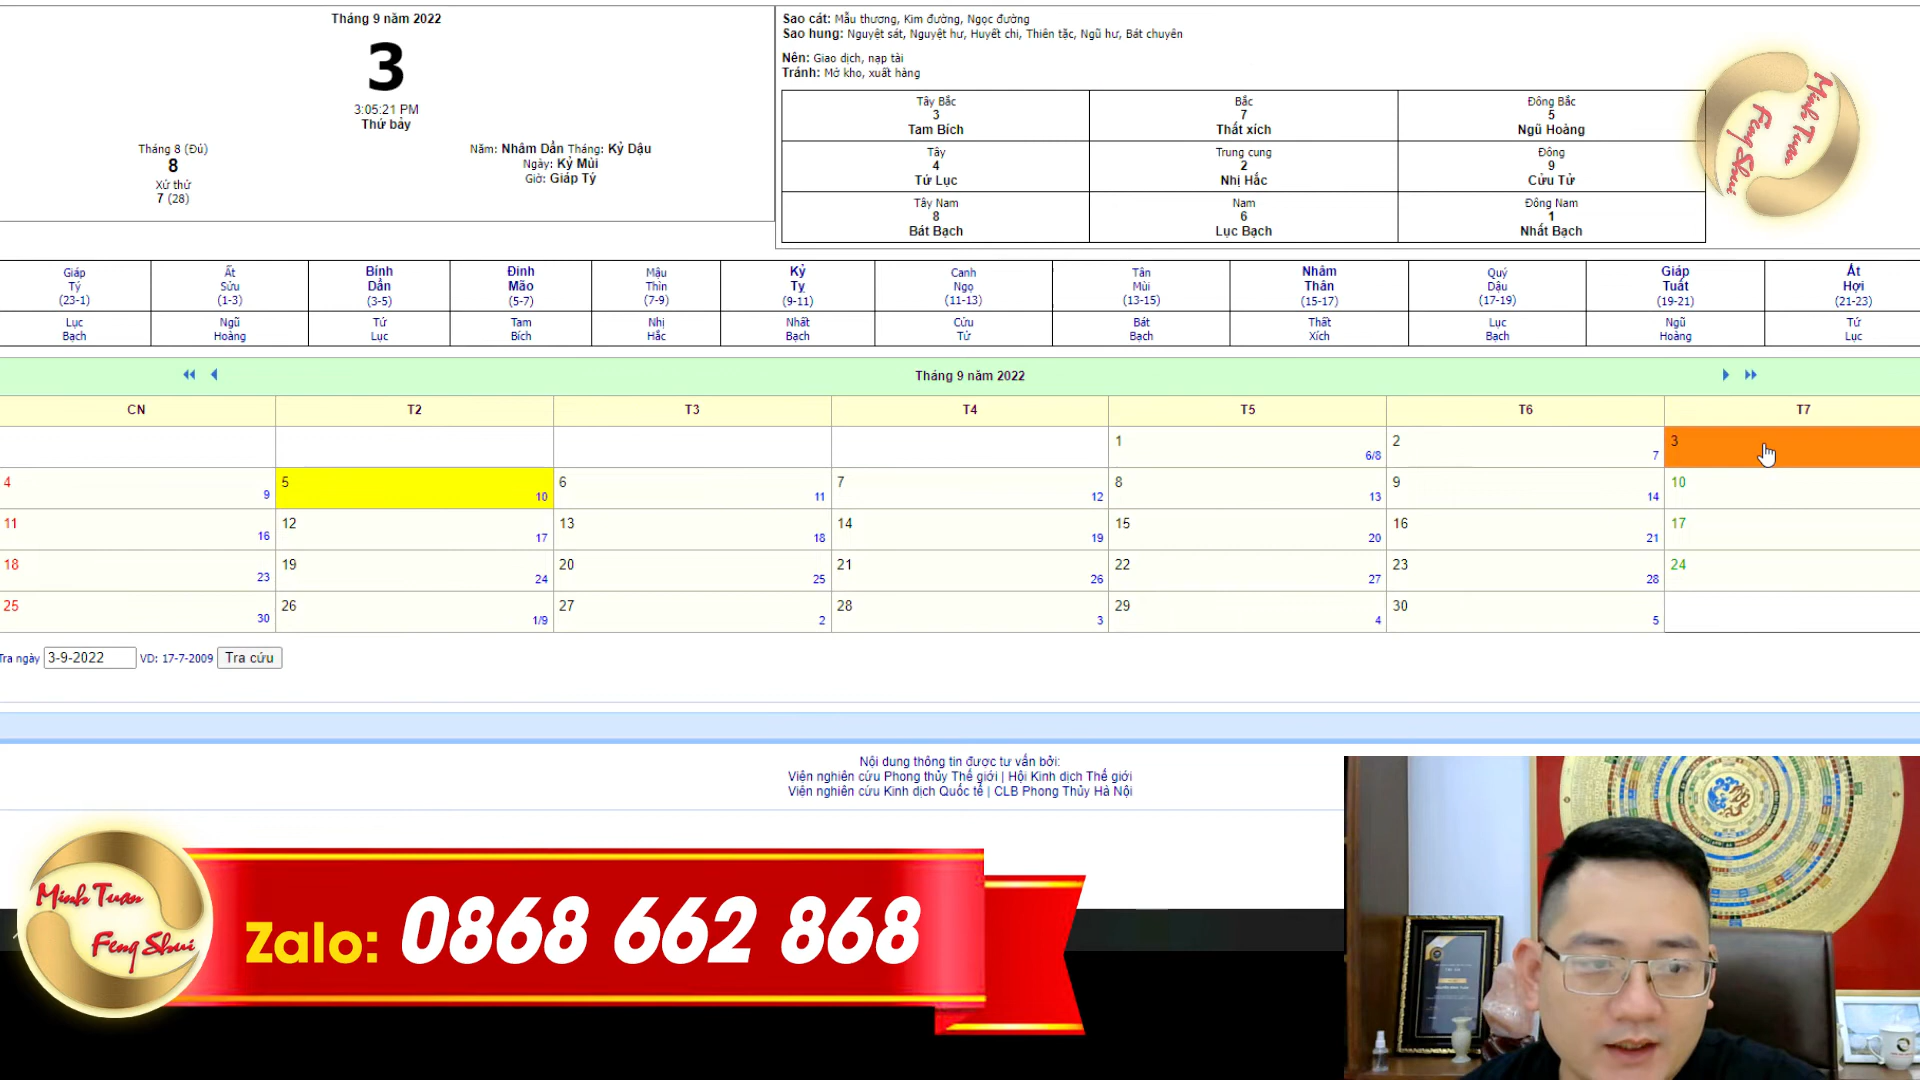 Tháng 9 năm 2022
3
3:05:21 PM
Thứ bảy
Tháng 8 (Đủ)
8
Xử thử
7 (28)
Năm: Nhâm Dần Tháng: Kỷ Dậu
Ngày: Kỷ Mùi
Giờ: Giáp Tý
Sao cát: Mẫu thương, Kim đường, Ngọc đường
Sao hung: Nguyệt sát, Nguyệt hư, Huyết chi, Thiên tặc, Ngũ hư, Bát chuyên
Nên: Giao dịch, nạp tài
Tránh: Mở kho, xuất hàng
Tây Bắc Bắc Đông Bắc
3 7 5
Tam Bích Thất xích Ngũ Hoàng
Tây Trung cung Đông
4 2 9
Tứ Lục Nhị Hắc Cửu Tử
Tây Nam Nam Đông Nam
8 6 1
Bát Bạch Lục Bạch Nhất Bạch
Minh Tuan
Feng Shui
Giáp Ất Bính Đinh Mậu Kỷ Canh Tân Nhâm Quý Giáp Ất
Tý Sửu Dần Mão Thìn Tỵ Ngọ Mùi Thân Dậu Tuất Hợi
(23-1) (1-3) (3-5) (5-7) (7-9) (9-11) (11-13) (13-15) (15-17) (17-19) (19-21) (21-23)
Lục Ngũ Tứ Tam Nhị Nhất Cửu Bát Thất Lục Ngũ Tứ
Bạch Hoàng Lục Bích Hắc Bạch Tử Bạch Xích Bạch Hoàng Lục
Tháng 9 năm 2022
CN T2 T3 T4 T5 T6 T7
1 2 3
6/8 7
4 5 6 7 8 9 10
9 10 11 12 13 14
11 12 13 14 15 16 17
16 17 18 19 20 21
18 19 20 21 22 23 24
23 24 25 26 27 28
25 26 27 28 29 30
30 1/9 2 3 4 5
Tra ngày 3-9-2022 VD: 17-7-2009 Tra cứu
Nội dung thông tin được tư vấn bởi:
Viện nghiên cứu Phong thủy Thế giới | Hội Kinh dịch Thế giới
Viện nghiên cứu Kinh dịch Quốc tế | CLB Phong Thủy Hà Nội
Minh Tuan
Feng Shui
Zalo: 0868 662 868